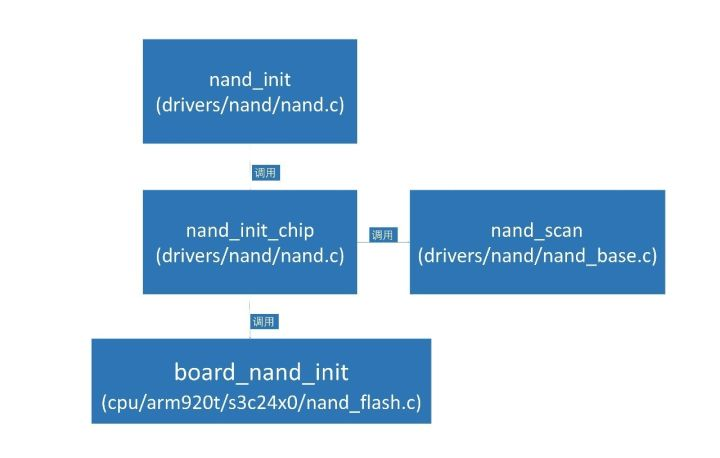 nand_init
(drivers/nand/nand.c)
调用
nand_init_chip
(drivers/nand/nand.c)
调用
nand_scan
(drivers/nand/nand_base.c)
调用
board_nand_init
(cpu/arm920t/s3c24x0/nand_flash.c)